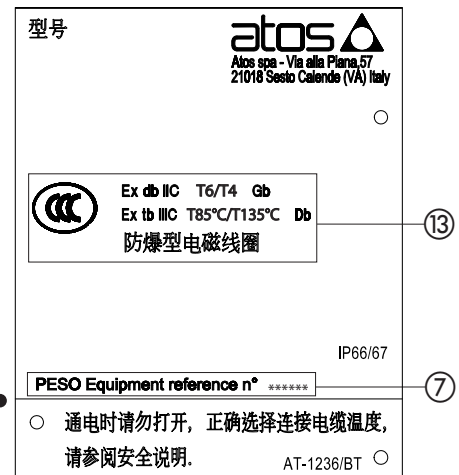 型号
atos
Atos spa - Via alla Piana,57
21018 Sesto Calende (VA) Italy
CCC
Ex db IIC T6/T4 Gb
Ex tb IIIC T85°C/T135°C Db
防爆型电磁线圈
⑬
IP66/67
PESO Equipment reference n° ******
⑦
通电时请勿打开，正确选择连接电缆温度，
请参阅安全说明.
AT-1236/BT